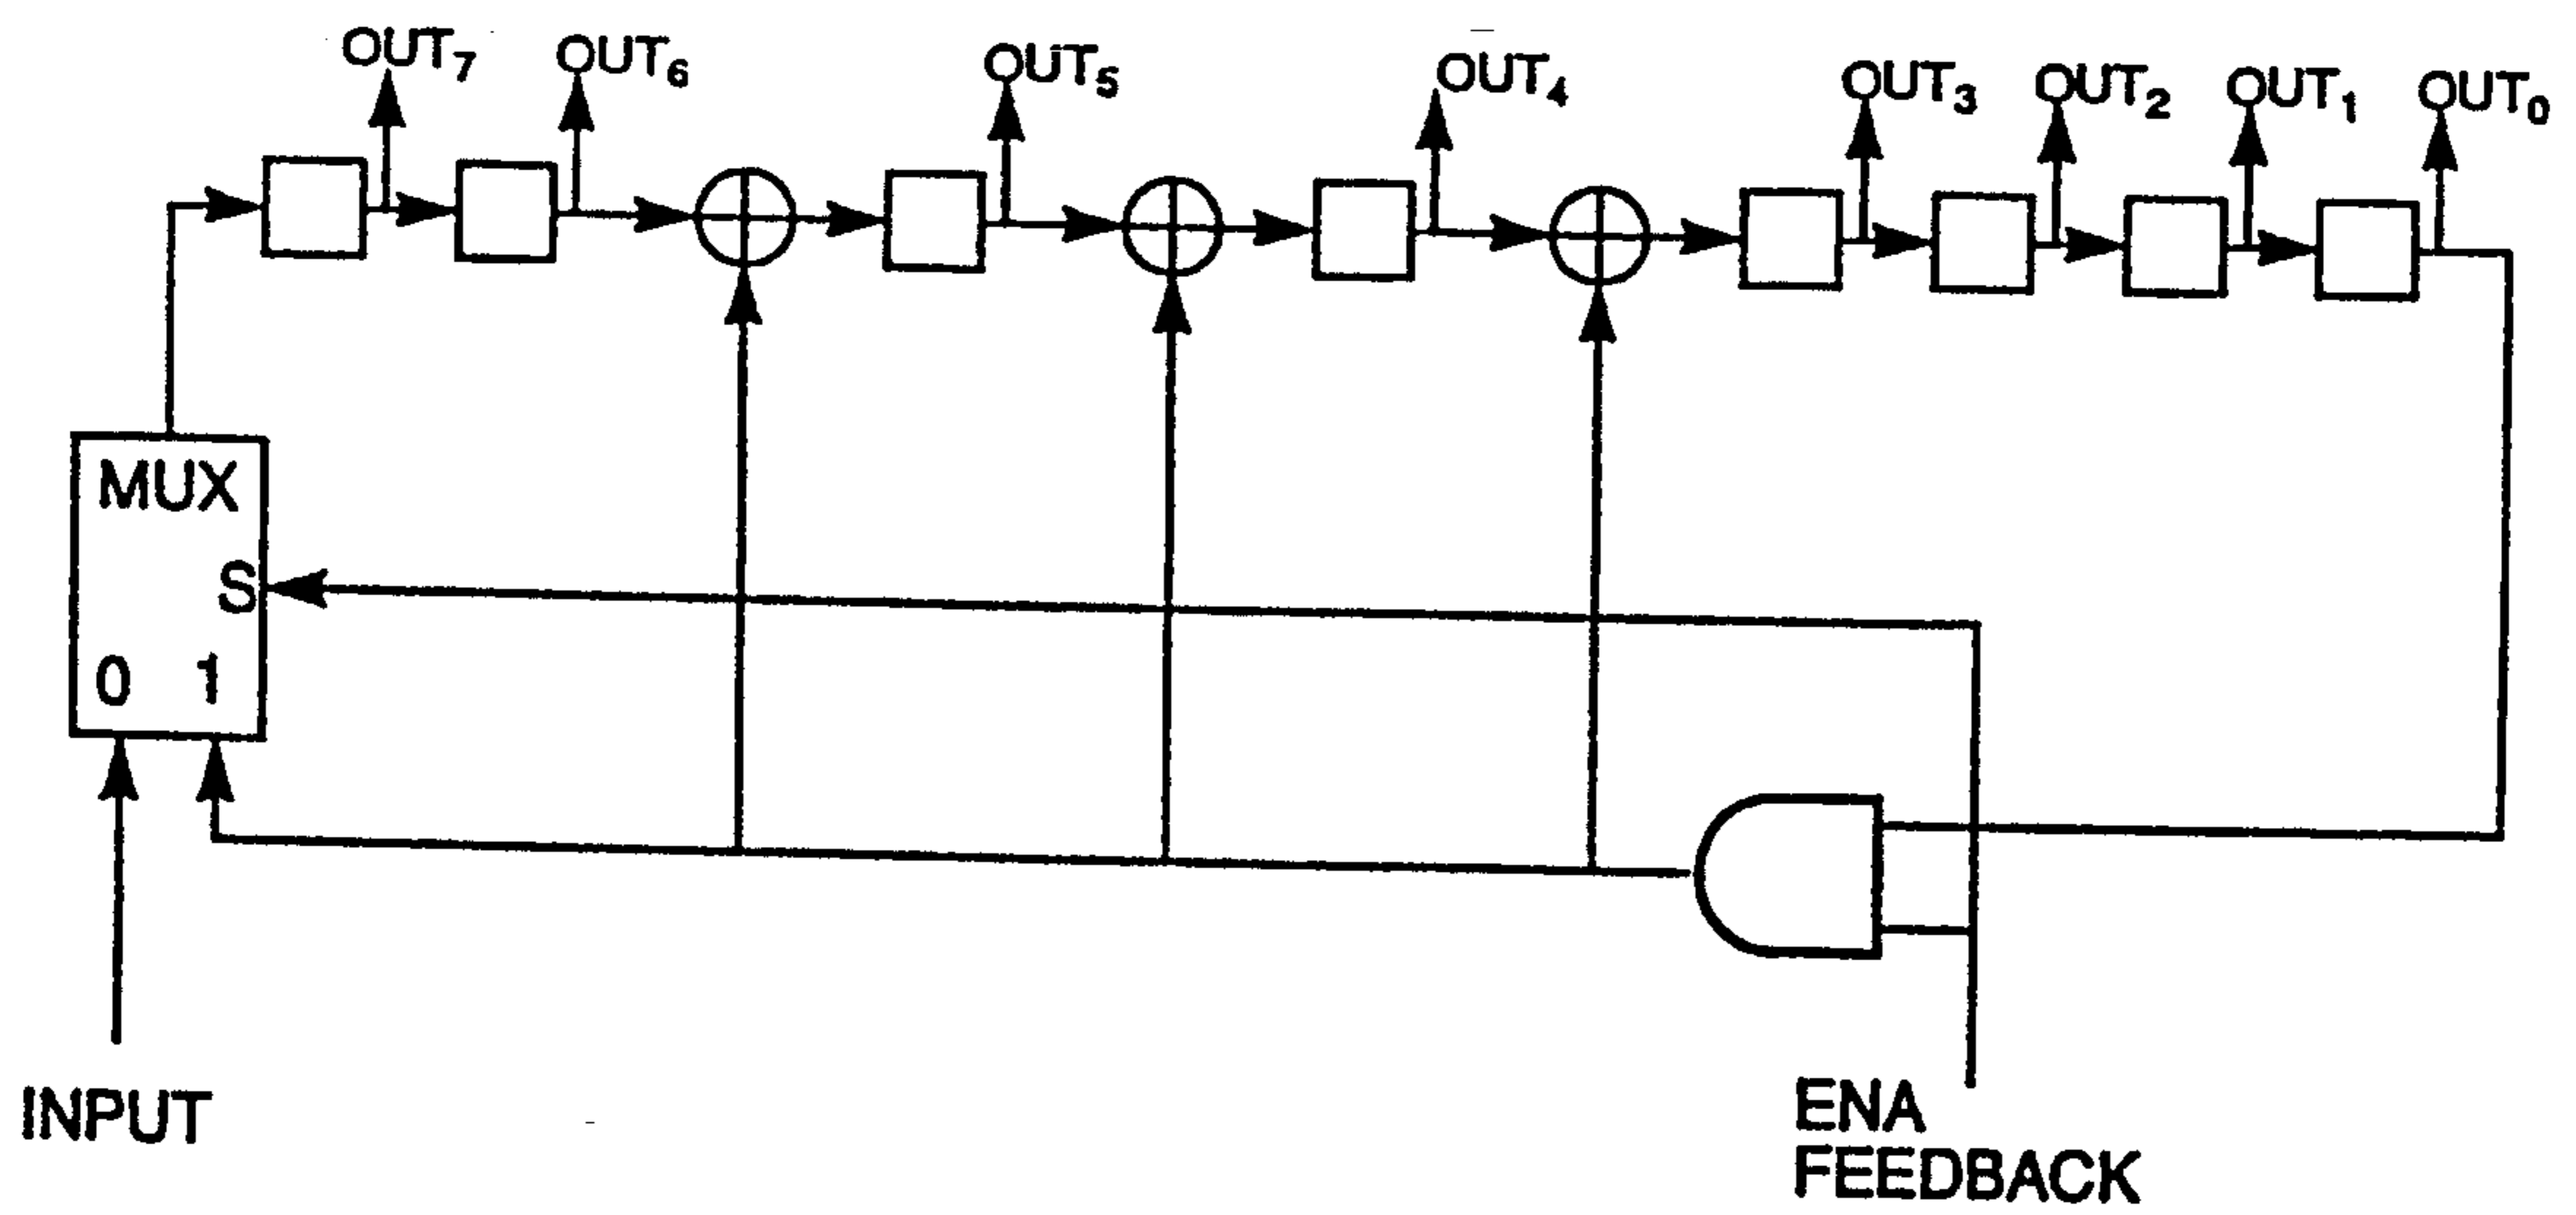 OUT7
OUT6
OUT5
OUT4
OUT3
OUT2
OUT1
OUT0
MUX
S
0 1
INPUT
ENA
FEEDBACK